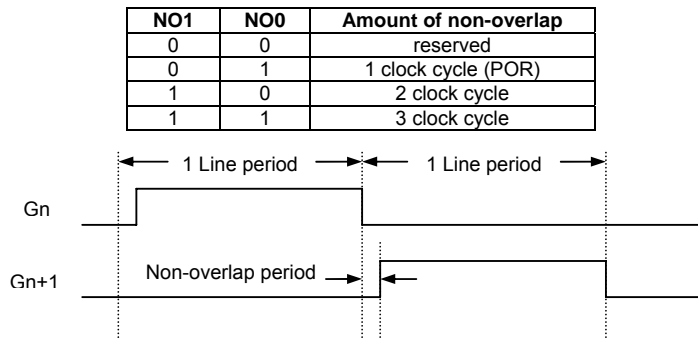 NO1 NO0 Amount of non-overlap
0 0 reserved
0 1 1 clock cycle (POR)
1 0 2 clock cycle
1 1 3 clock cycle
1 Line period 1 Line period
Gn
Non-overlap period
Gn+1